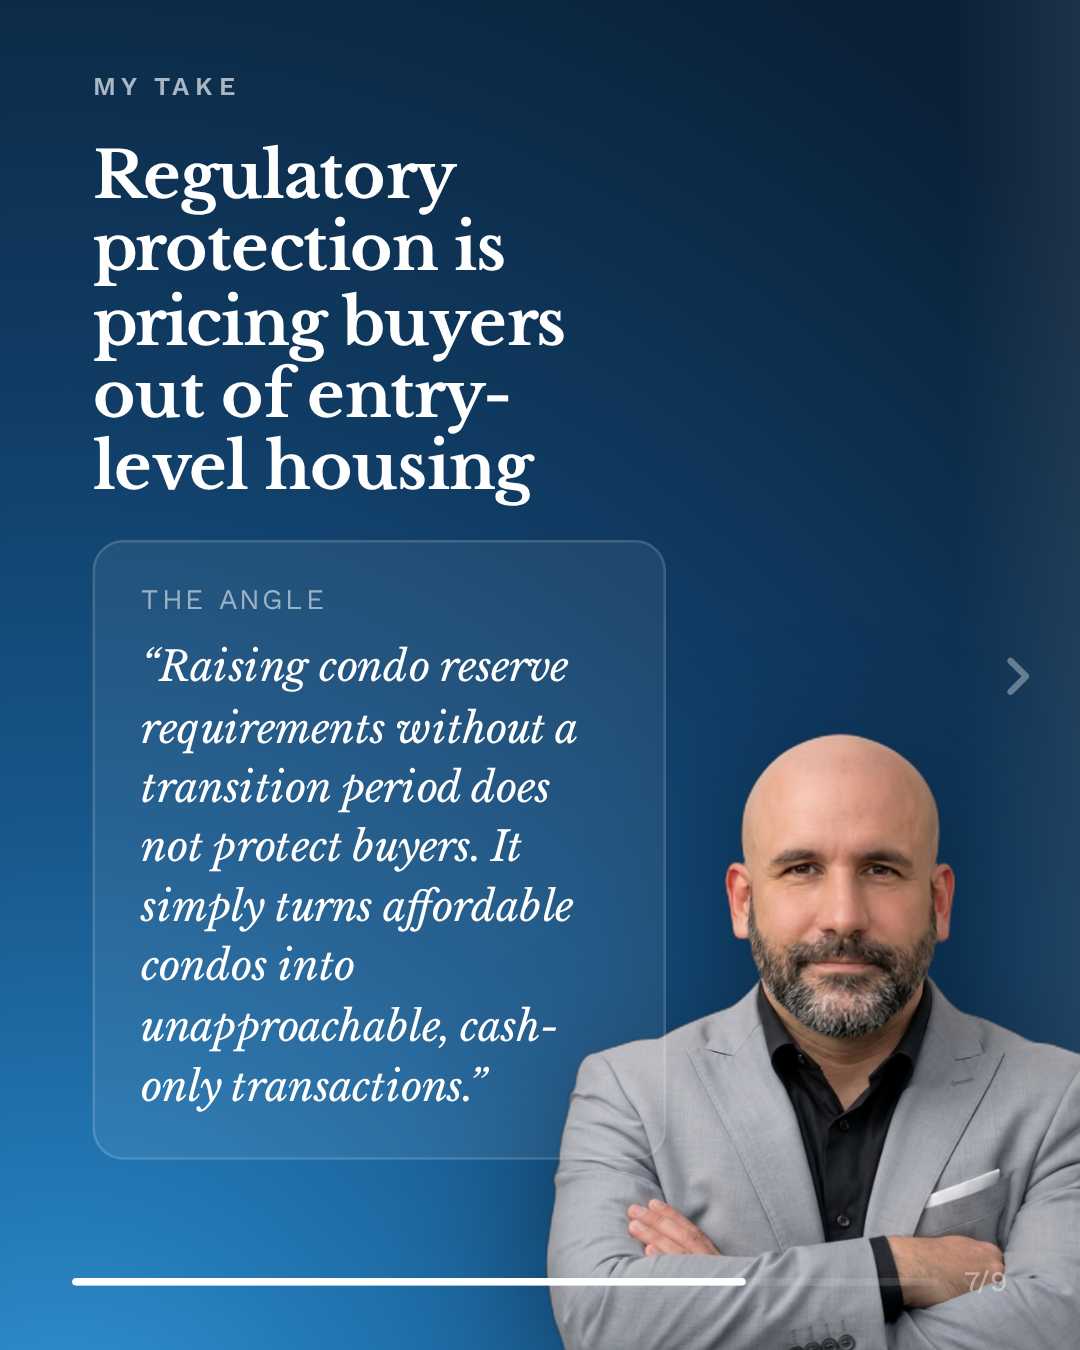 MY TAKE
Regulatory
protection is
pricing buyers
out of entry-
level housing
THE ANGLE
“Raising condo reserve
requirements without a
transition period does
not protect buyers. It
simply turns affordable
condos into
unapproachable, cash-
only transactions.”
7/9